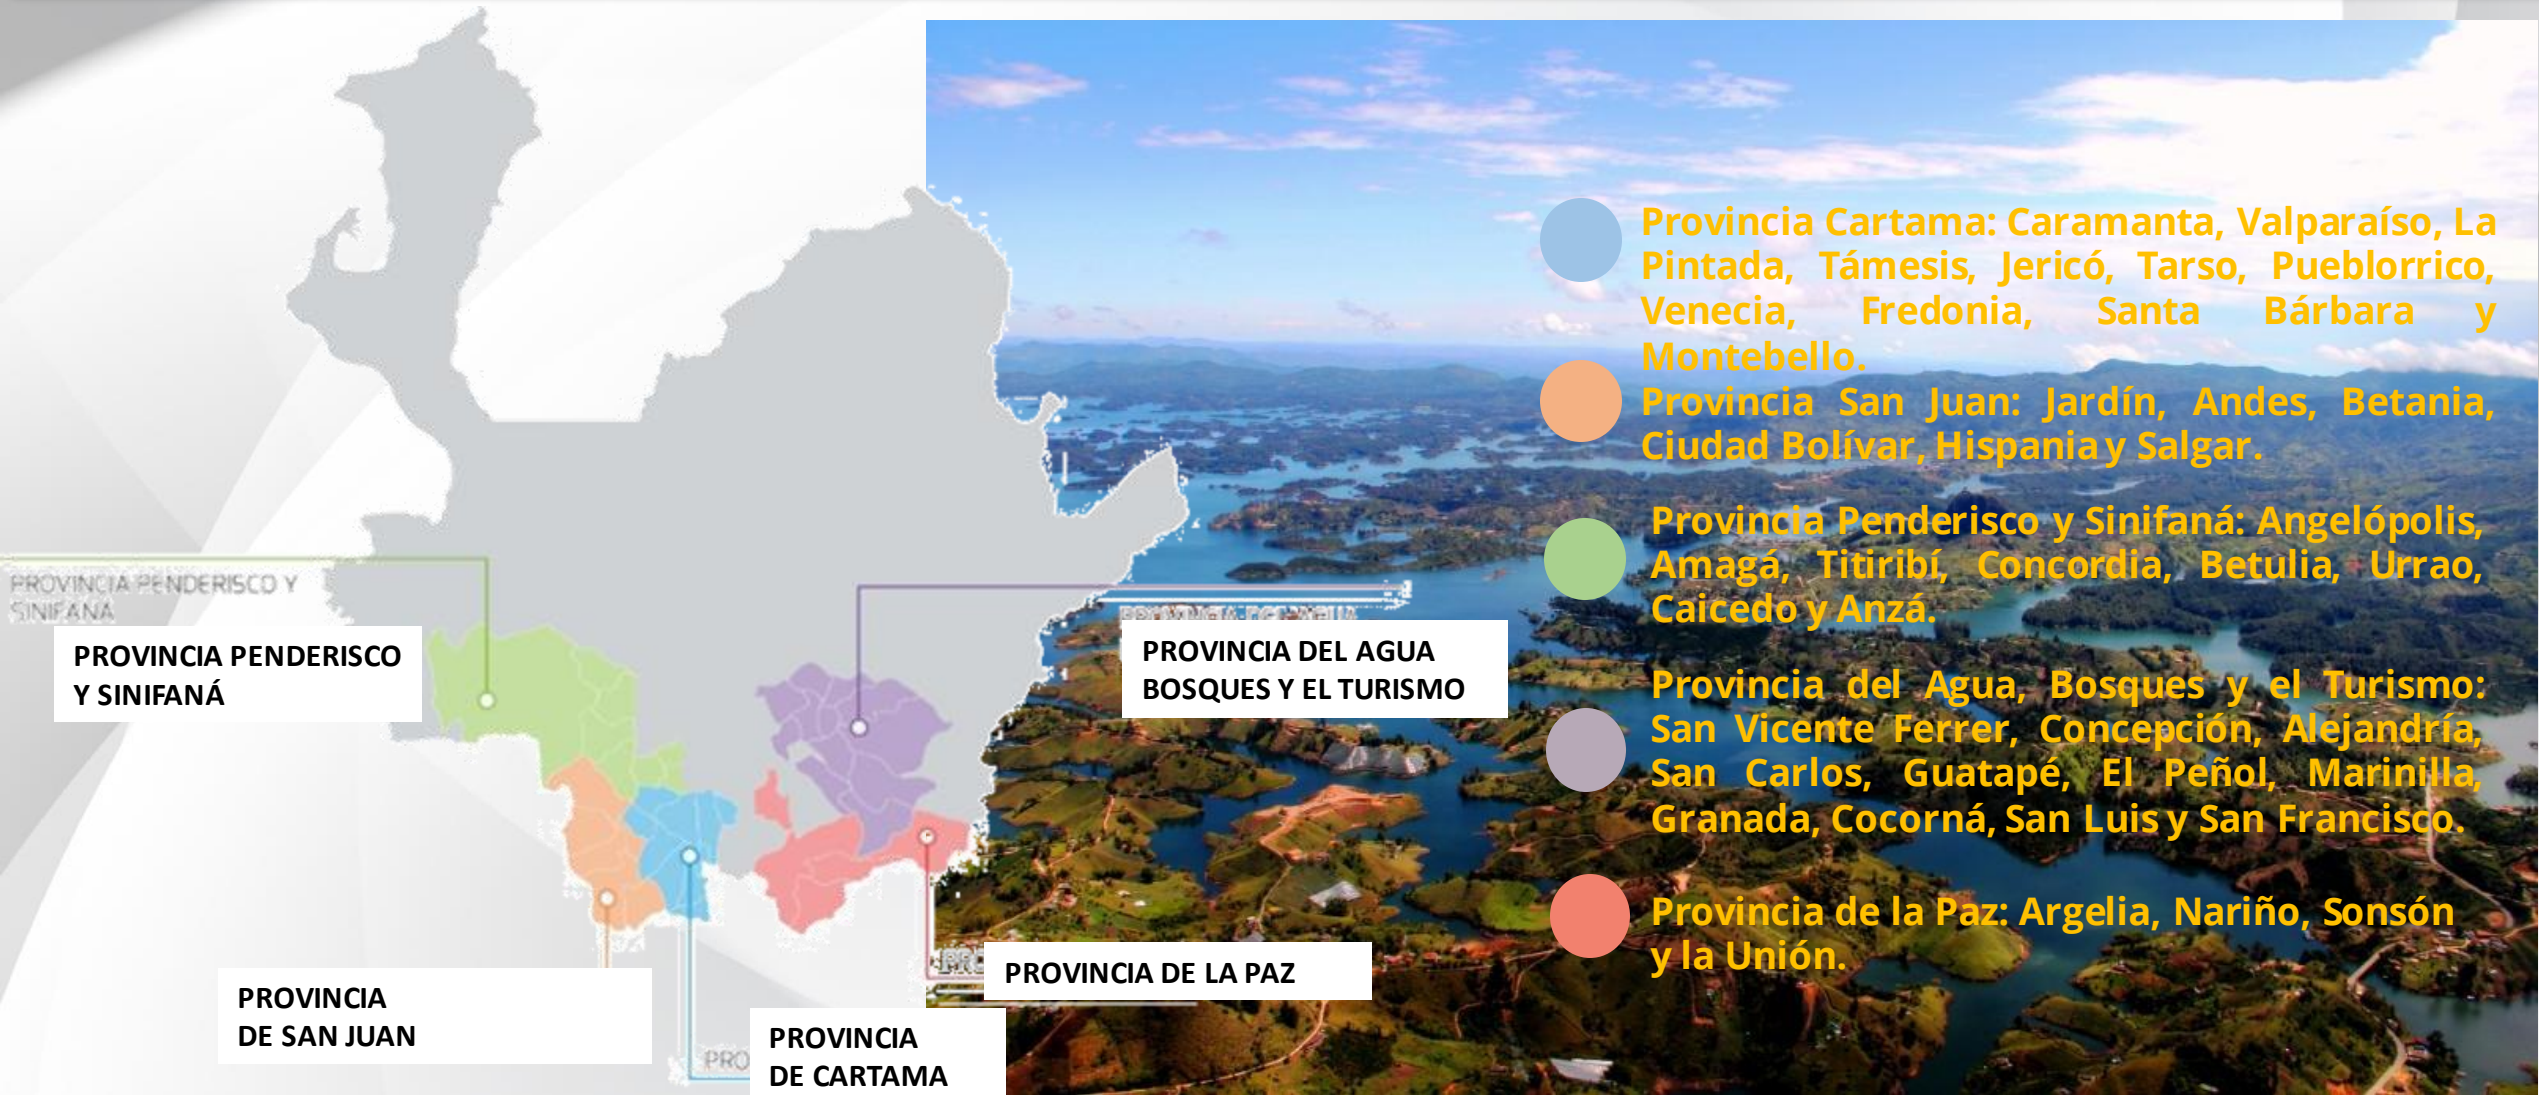 PROVINCIA PENDERISCO Y
SINIFANÁ
PROVINCIA PENDERISCO
Y SINIFANÁ
PROVINCIA DEL AGUA
BOSQUES Y EL TURISMO
PROVINCIA DE LA PAZ
PROVINCIA
DE SAN JUAN
PROVINCIA
DE CARTAMA
Provincia Cartama: Caramanta, Valparaíso, La
Pintada, Támesis, Jericó, Tarso, Pueblorrico,
Venecia, Fredonia, Santa Bárbara y
Montebello.
Provincia San Juan: Jardín, Andes, Betania,
Ciudad Bolívar, Hispania y Salgar.
Provincia Penderisco y Sinifaná: Angelópolis,
Amagá, Titiribí, Concordia, Betulia, Urrao,
Caicedo y Anzá.
Provincia del Agua, Bosques y el Turismo:
San Vicente Ferrer, Concepción, Alejandría,
San Carlos, Guatapé, El Peñol, Marinilla,
Granada, Cocorná, San Luis y San Francisco.
Provincia de la Paz: Argelia, Nariño, Sonsón
y la Unión.